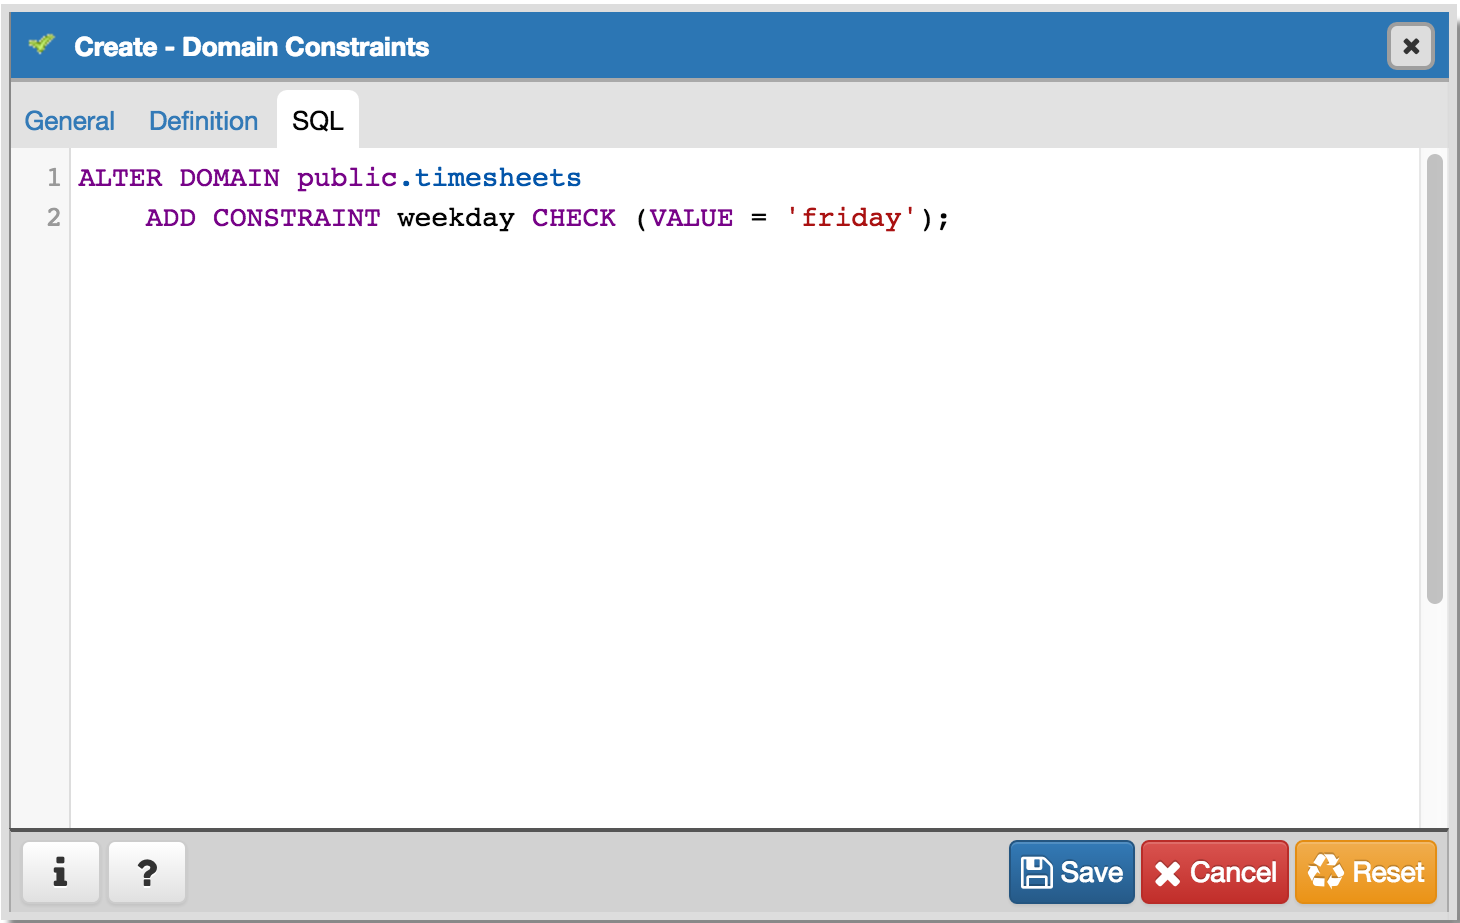 Create - Domain Constraints
General Definition SQL
1 ALTER DOMAIN public.timesheets
2 ADD CONSTRAINT weekday CHECK (VALUE = 'friday');
i ? Save Cancel Reset